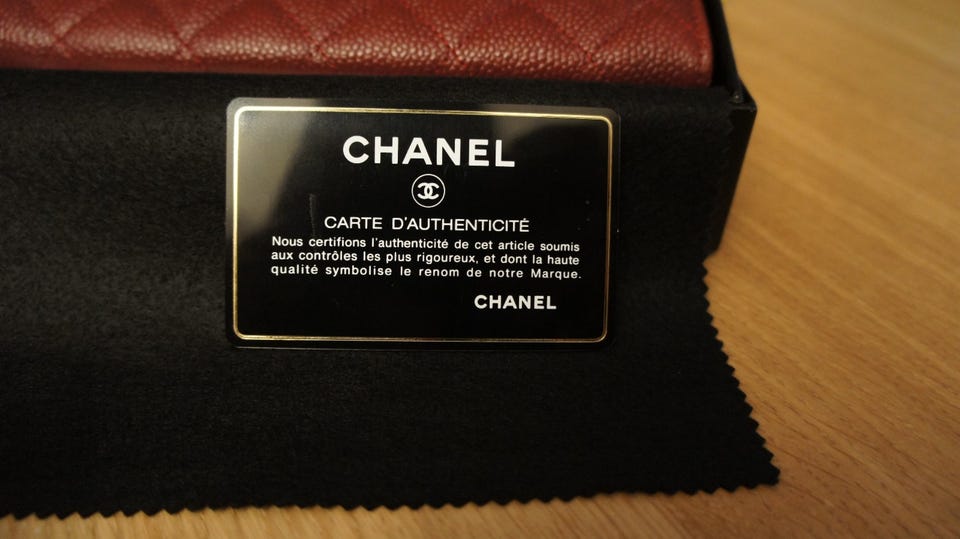 CHANEL
CARTE D'AUTHENTICITÉ
Nous certifions l'authenticité de cet article soumis
aux contrôles les plus rigoureux, et dont la haute
qualité symbolise le renom de notre Marque.
CHANEL